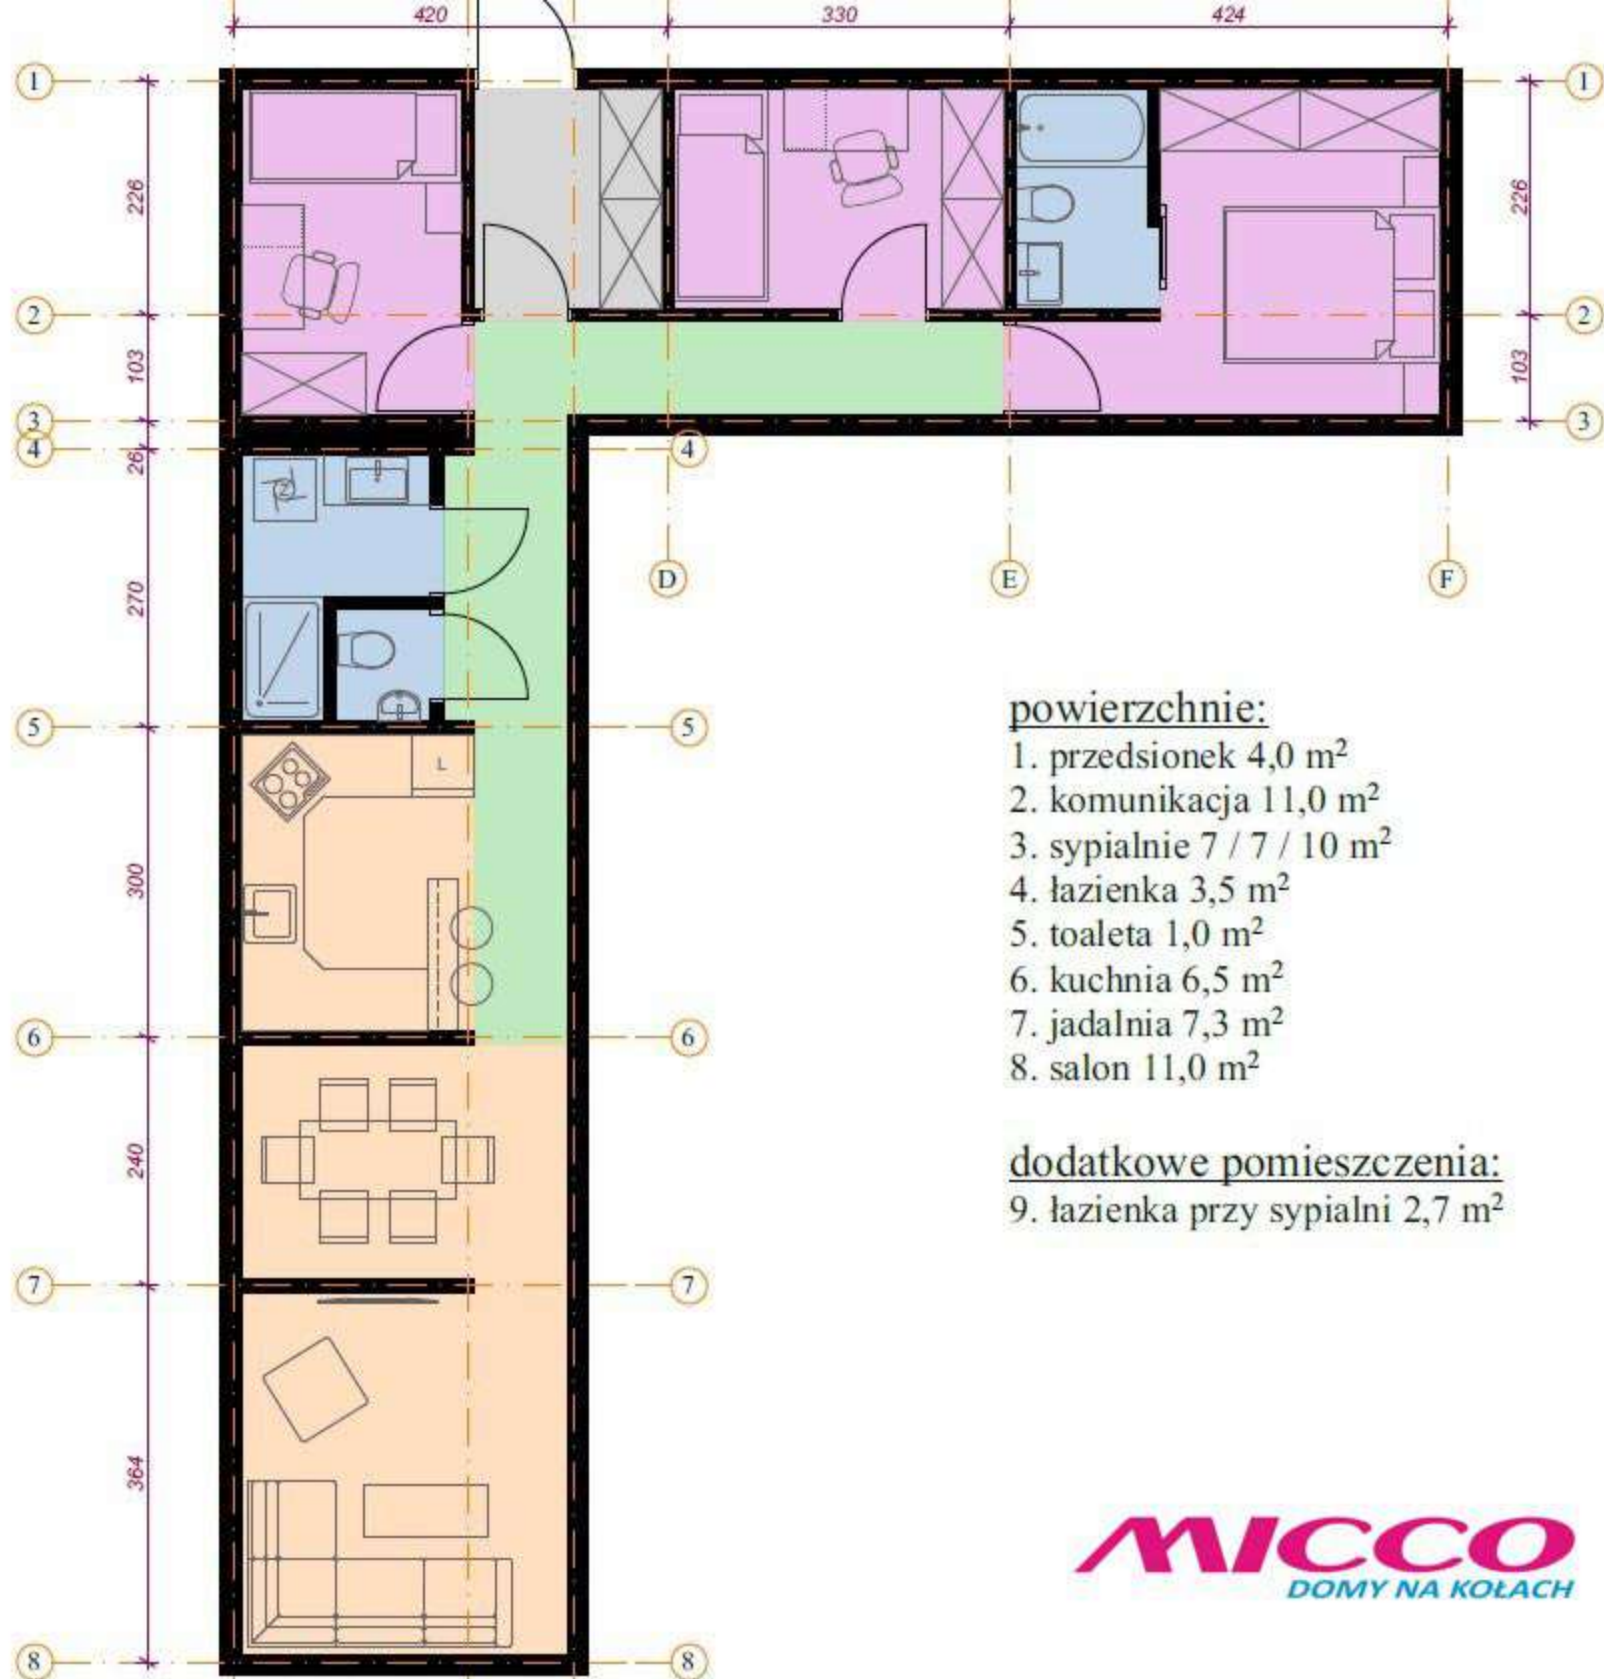 420 330 424
1 1
226 226
2 2
103 103
3 3
4 4
26
D E F
270
5 5
L
300
6 6
240
7 7
364
8 8
powierzchnie:
1. przedsionek 4,0 m²
2. komunikacja 11,0 m²
3. sypialnie 7 / 7 / 10 m²
4. łazienka 3,5 m²
5. toaleta 1,0 m²
6. kuchnia 6,5 m²
7. jadalnia 7,3 m²
8. salon 11,0 m²
dodatkowe pomieszczenia:
9. łazienka przy sypialni 2,7 m²
MICCO
DOMY NA KOŁACH